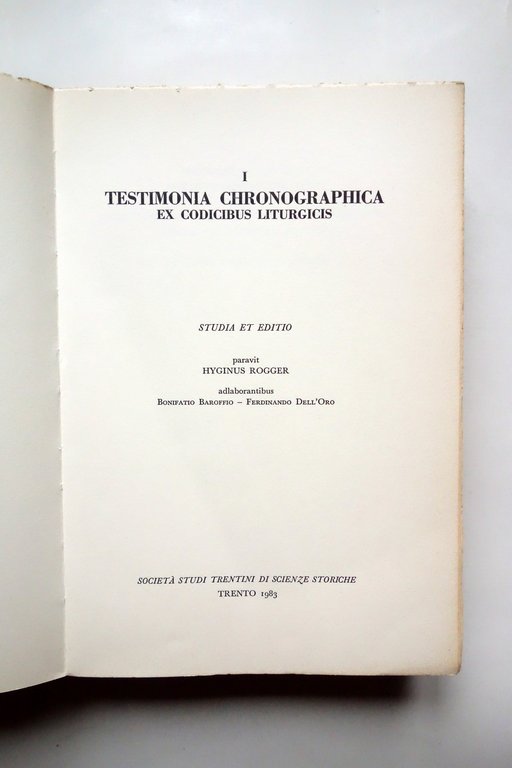 I
TESTIMONIA CHRONOGRAPHICA
EX CODICIBUS LITURGICIS
STUDIA ET EDITIO
paravit
HYGINUS ROGGER
adlaborantibus
BONIFATIO BAROFFIO – FERDINANDO DELL'ORO
SOCIETÀ STUDI TRENTINI DI SCIENZE STORICHE
TRENTO 1983